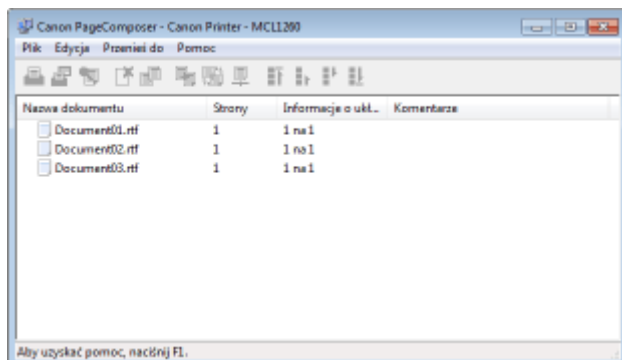 Canon PageComposer - Canon Printer - MCL1260
Plik Edycja Przenieś do Pomoc
Nazwa dokumentu Strony Informacje o ukł... Komentarze
Document01.rtf 1 1 na 1
Document02.rtf 1 1 na 1
Document03.rtf 1 1 na 1
Aby uzyskać pomoc, naciśnij F1.